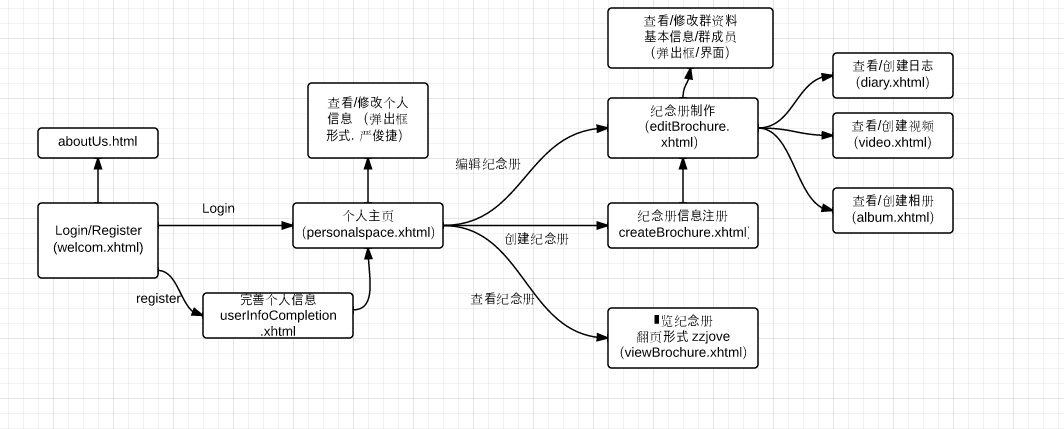 查看/修改群资料
基本信息/群成员
（弹出框/界面）
查看/创建日志
（diary.xhtml）
查看/修改个人
信息 （弹出框
形式. 严俊捷）
纪念册制作
（editBrochure.
xhtml）
查看/创建视频
（video.xhtml）
aboutUs.html
编辑纪念册
查看/创建相册
（album.xhtml）
Login
Login/Register
（welcom.xhtml）
个人主页
（personalspace.xhtml）
纪念册信息注册
createBrochure.xhtml）
创建纪念册
register
完善个人信息
userInfoCompletion
.xhtml
查看纪念册
览纪念册
翻页形式 zzjove
（viewBrochure.xhtml）